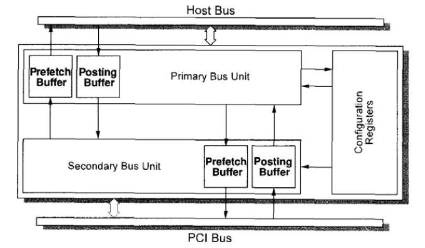 Host Bus
Prefetch
Buffer
Posting
Buffer
Primary Bus Unit
Configuration
Registers
Secondary Bus Unit
Prefetch
Buffer
Posting
Buffer
PCI Bus